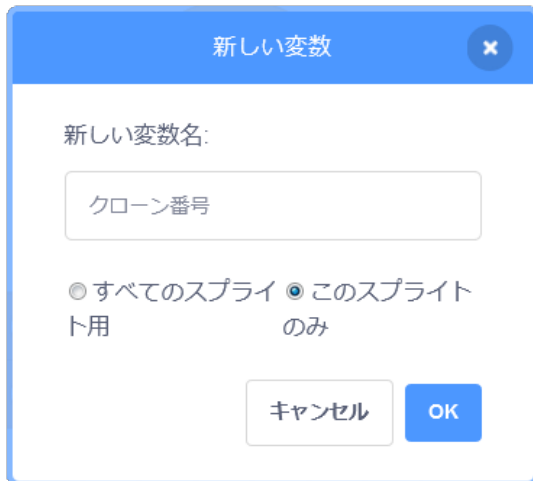 新しい変数
新しい変数名:
クローン番号
すべてのスプライ
ト用
このスプライト
のみ
キャンセル
OK